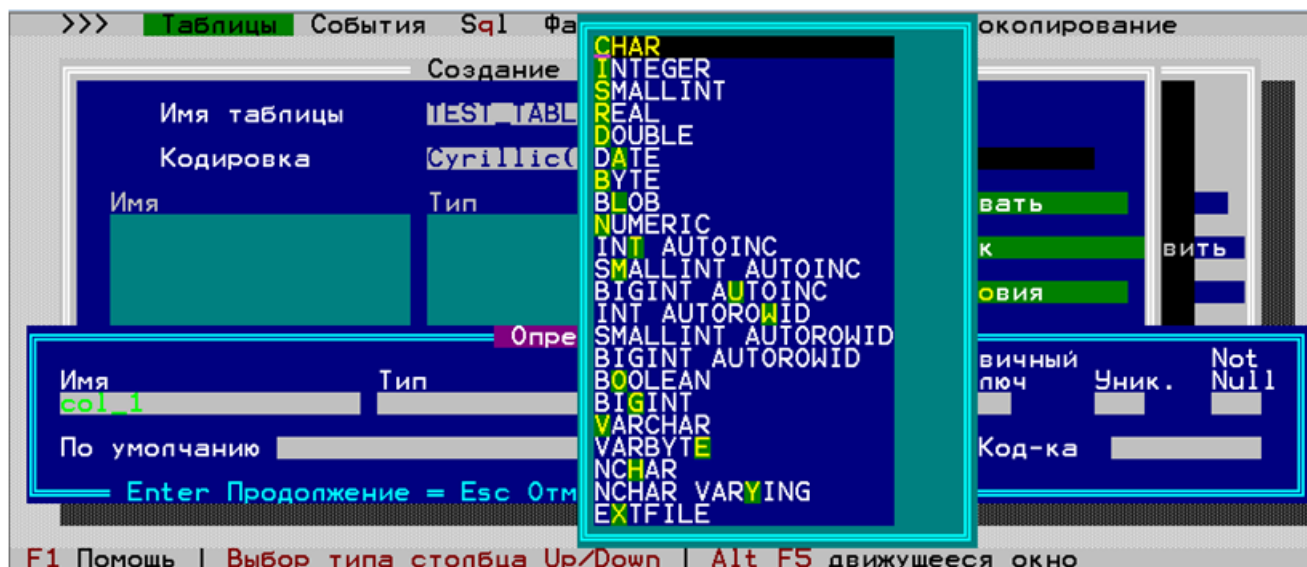 >>> Таблицы События Sql Фа околирование
Создание
Имя таблицы TEST_TABL
Кодировка Cyrillic(
Имя Тип
вать
к
вить
овия
CHAR
INTEGER
SMALLINT
REAL
DOUBLE
DATE
BYTE
BLOB
NUMERIC
INT AUTOINC
SMALLINT AUTOINC
BIGINT AUTOINC
INT AUTOROWID
SMALLINT AUTOROWID
BIGINT AUTOROWID
BOOLEAN
BIGINT
VARCHAR
VARBYTE
NCHAR
NCHAR VARYING
EXTFILE
Опре
вичный Not
Имя Тип люч Уник. Null
col_1
По умолчанию Код-ка
Enter Продолжение = Esc Отм
F1 Помощь | Выбор типа столбца Up/Down | Alt F5 движущееся окно